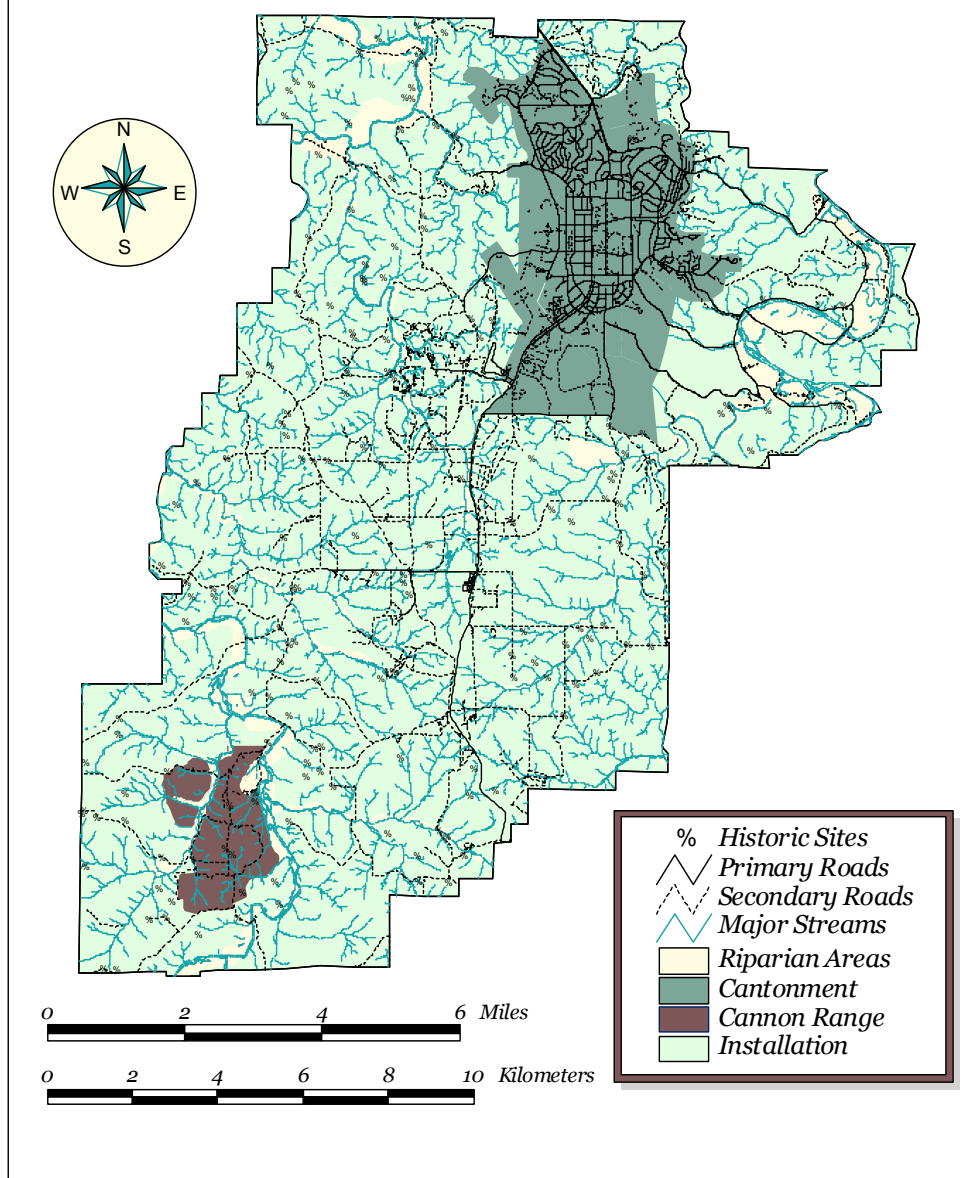 N
W E
S
% Historic Sites
Primary Roads
Secondary Roads
Major Streams
Riparian Areas
Cantonment
Cannon Range
Installation
0 2 4 6 Miles
0 2 4 6 8 10 Kilometers